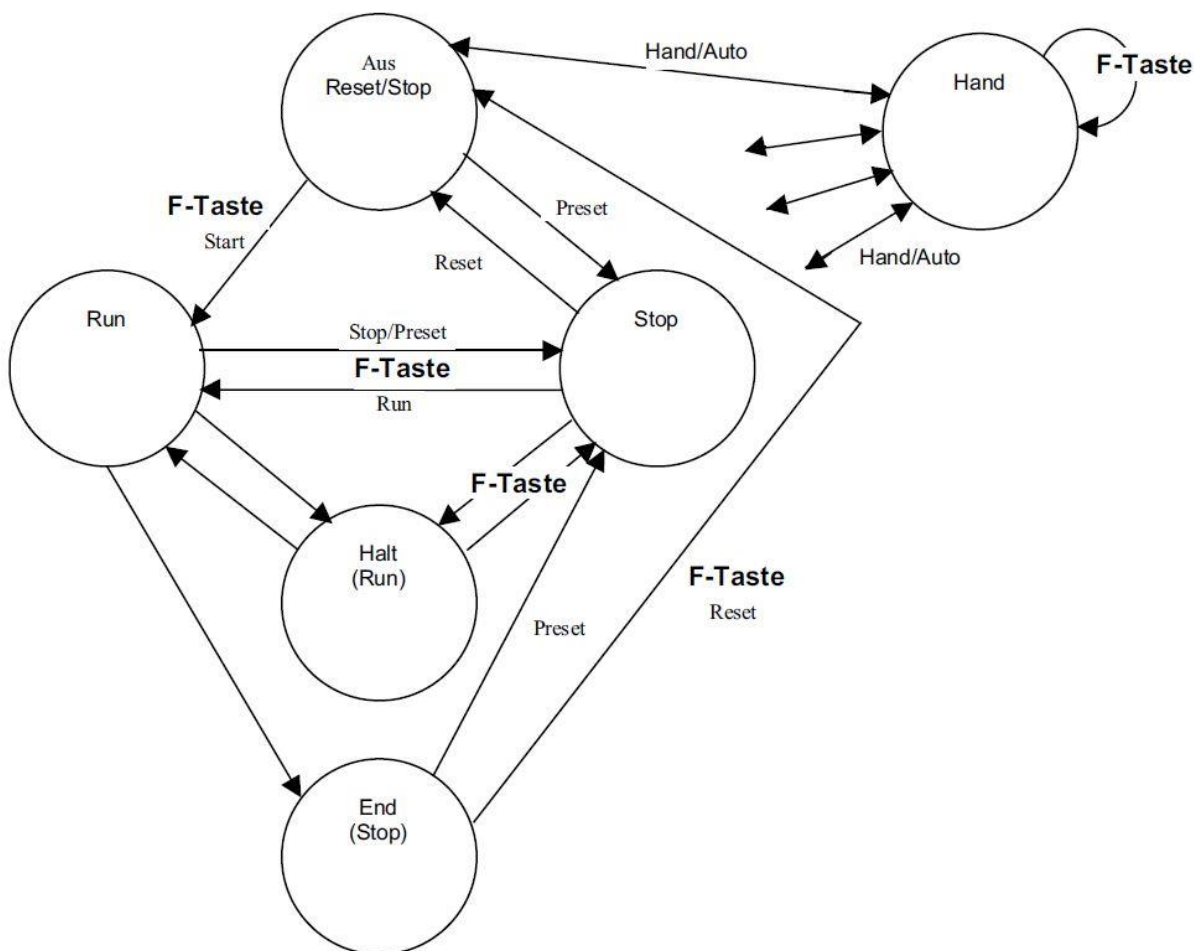 Aus
Reset/Stop
Hand/Auto
Hand
F-Taste
F-Taste
Start
Preset
Reset
Hand/Auto
Run
Stop/Preset
Stop
F-Taste
Run
F-Taste
Halt
(Run)
F-Taste
Reset
Preset
End
(Stop)